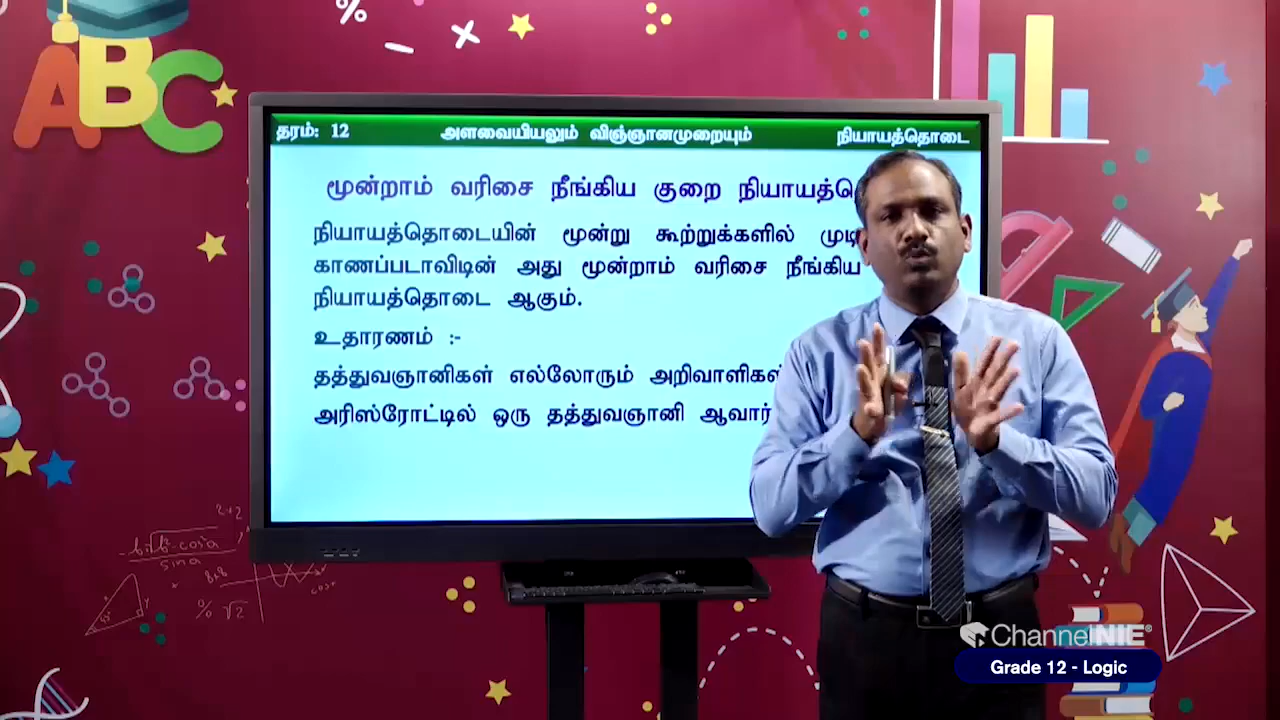 ABC
தரம்: 12 அளவையியலும் விஞ்ஞானமுறையும் நியாயத்தொடை
மூன்றாம் வரிசை நீங்கிய குறை
நியாயத்தொடையின் மூன்று கூற்றுக்களில்
காணப்படாவிடின் அது மூன்றாம் வரிசை நீங்கிய
நியாயத்தொடை ஆகும்.
உதாரணம் :-
தத்துவஞானிகள் எல்லோரும் அறிவாளிகள்
அரிஸ்ரோட்டில் ஒரு தத்துவஞானி ஆவார்
ChannelNIE®
Grade 12 - Logic